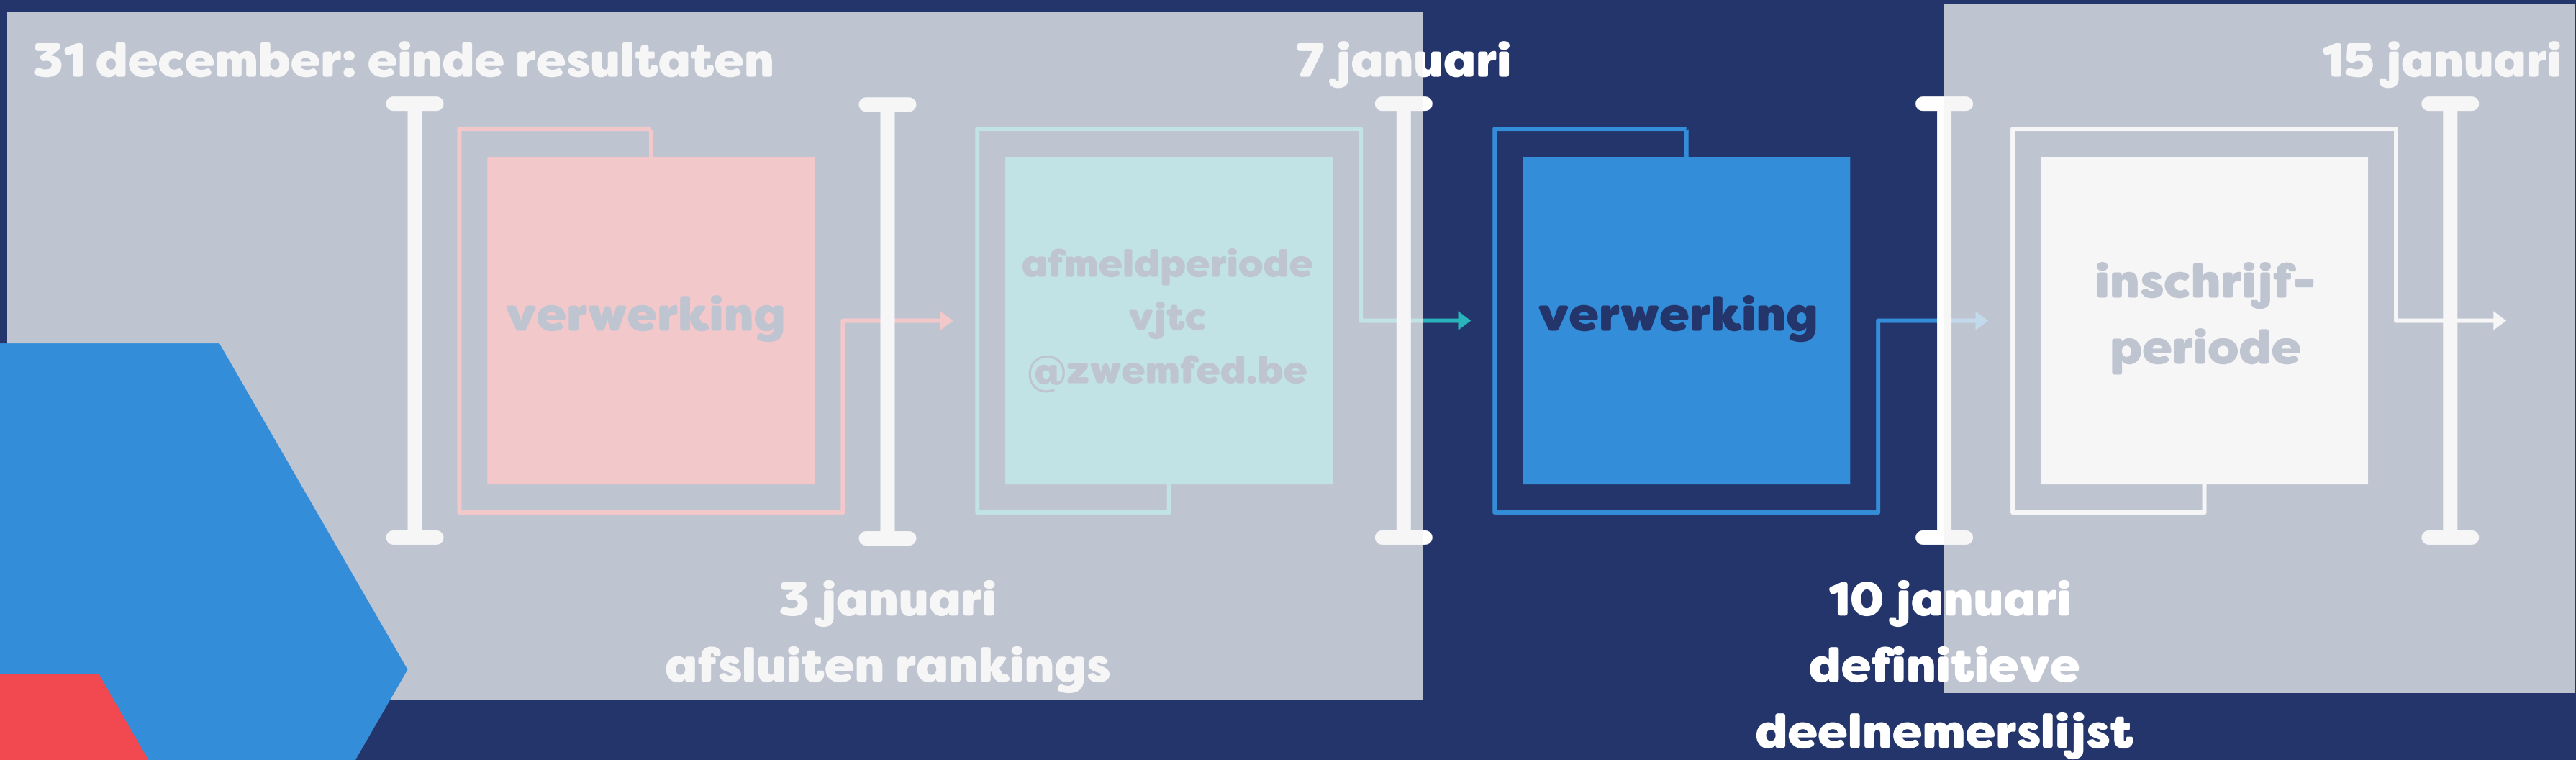 31 december: einde resultaten
7 januari
15 januari
verwerking
afmeldperiode
vjtc
@zwemfed.be
verwerking
inschrijf-
periode
3 januari
afsluiten rankings
10 januari
definitieve
deelnemerslijst